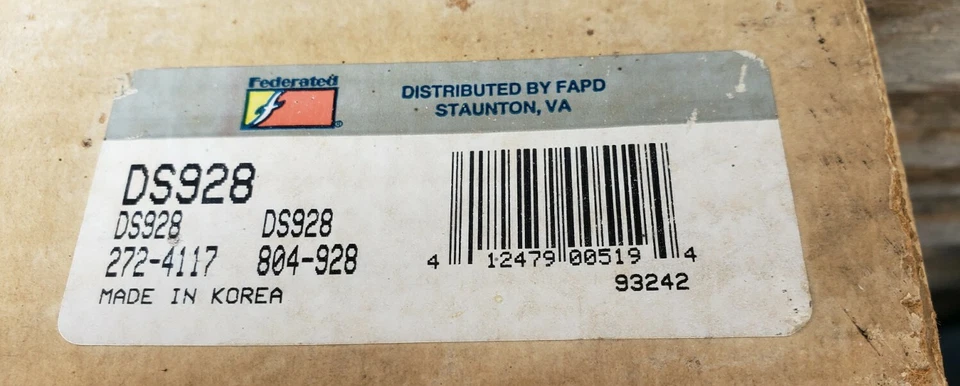 Federated
DISTRIBUTED BY FAPD
STAUNTON, VA
DS928
DS928 DS928
272-4117 804-928
MADE IN KOREA
4 12479 00519 4
93242